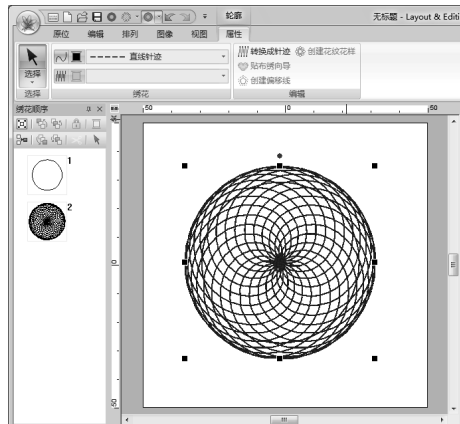 轮廓
无标题 - Layout & Editi
原位 编辑 排列 图像 视图 属性
选择
直线针迹
转换成针迹 创建花纹花样
贴布绣向导
创建偏移线
选择 绣花 编辑
绣花顺序
50 0 50
1
2
0
50